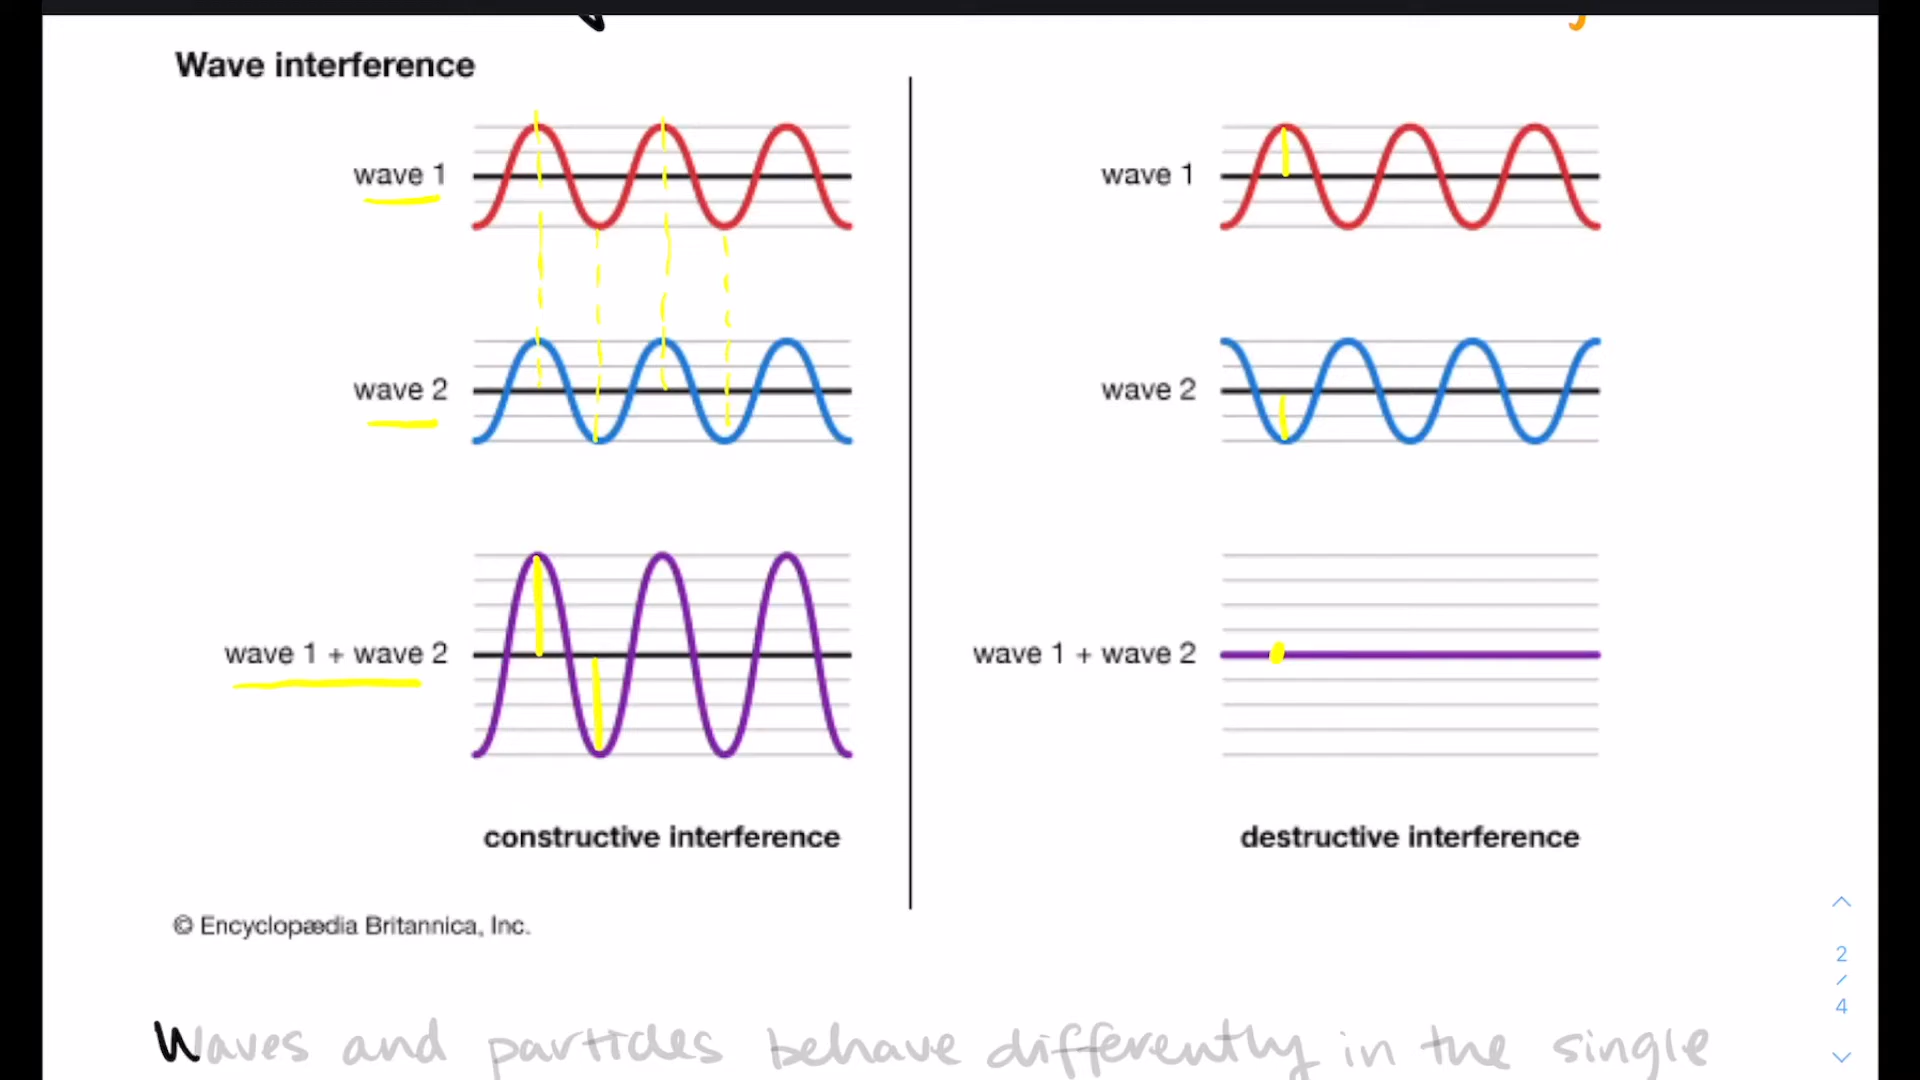 Wave interference
wave 1
wave 2
wave 1 + wave 2
constructive interference
wave 1
wave 2
wave 1 + wave 2
destructive interference
© Encyclopædia Britannica, Inc.
Waves and particles behave differently in the single
2
/
4